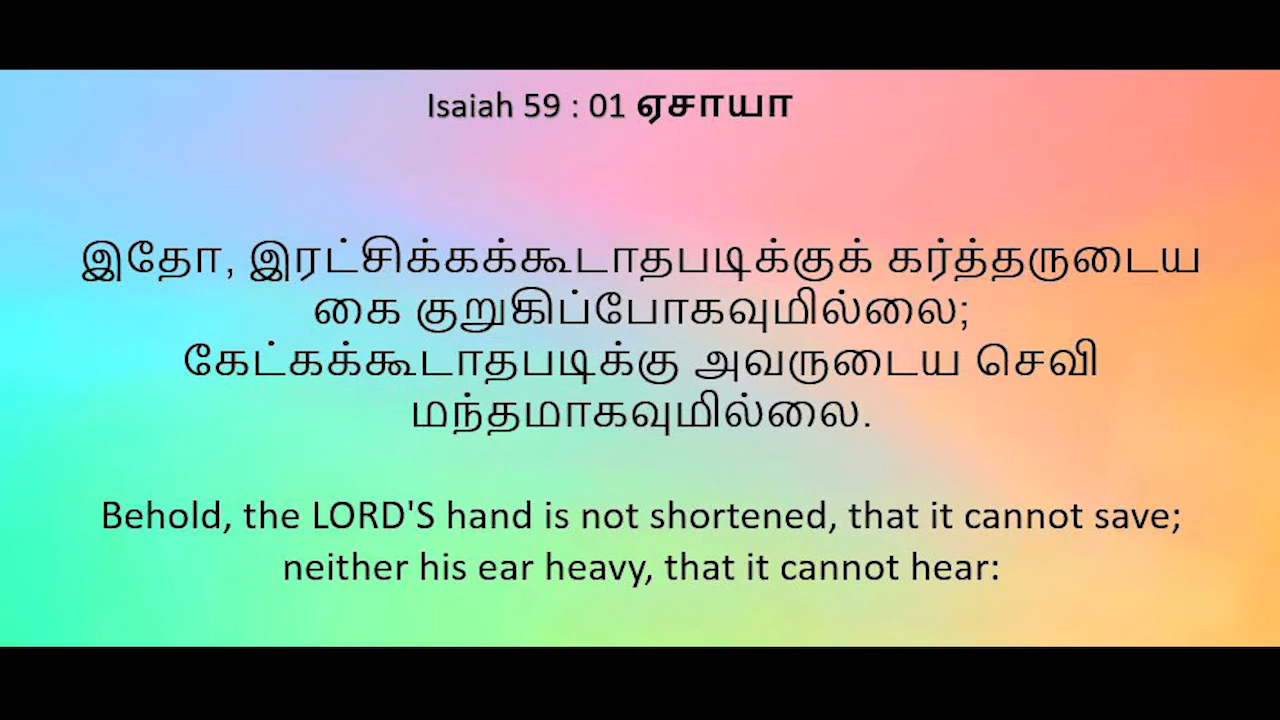 Isaiah 59 : 01 ஏசாயா
இதோ, இரட்சிக்கக்கூடாதபடிக்குக் கர்த்தருடைய
கை குறுகிப்போகவுமில்லை;
கேட்கக்கூடாதபடிக்கு அவருடைய செவி
மந்தமாகவுமில்லை.
Behold, the LORD'S hand is not shortened, that it cannot save;
neither his ear heavy, that it cannot hear: